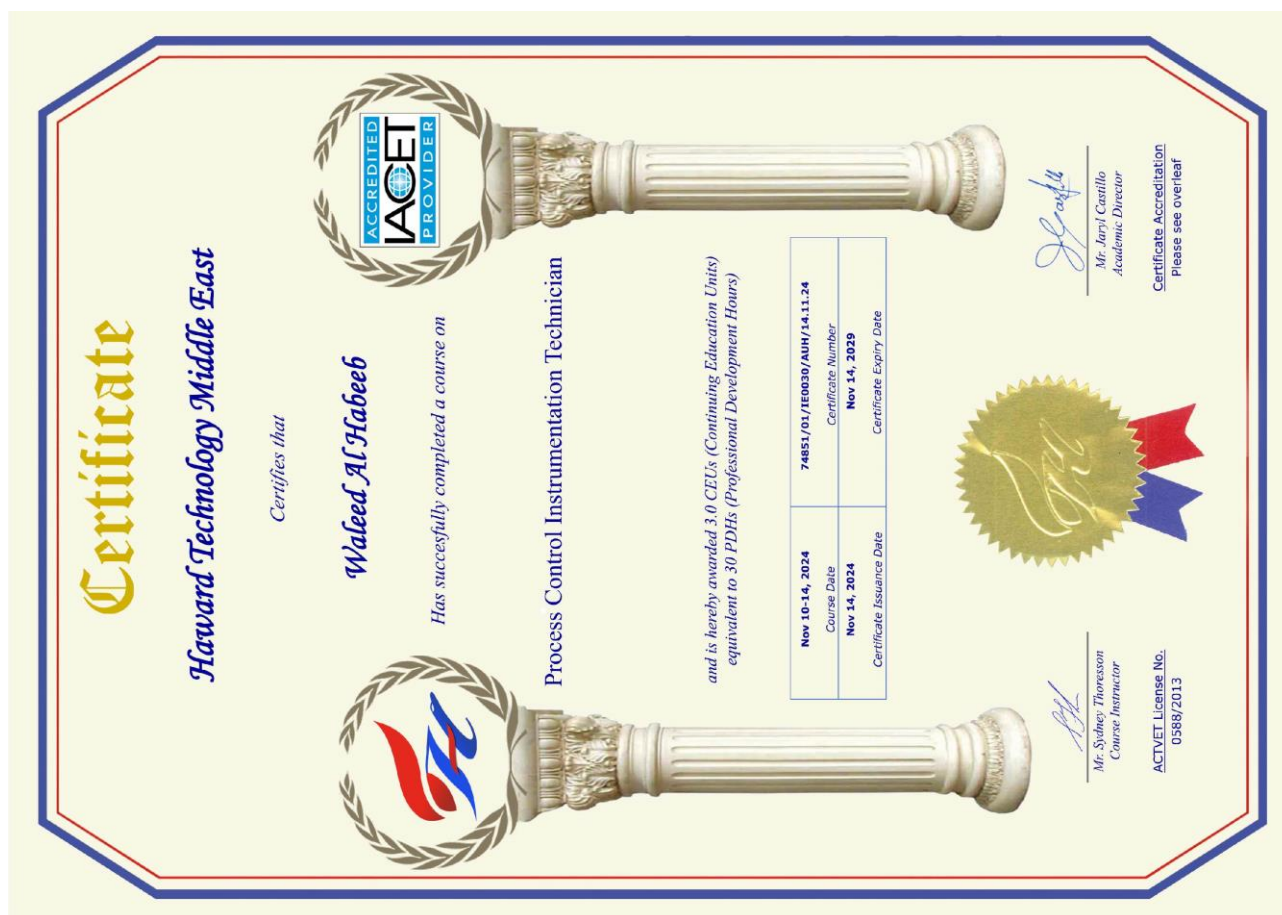 Certificate
Haward Technology Middle East
Certifies that
Waleed Al Habeeb
Has succesfully completed a course on
Process Control Instrumentation Technician
and is hereby awarded 3.0 CEUs (Continuing Education Units)
equivalent to 30 PDHs (Professional Development Hours)
Nov 10-14, 2024 74851/01/IE0030/AUH/14.11.24
Course Date Certificate Number
Nov 14, 2024 Nov 14, 2029
Certificate Issuance Date Certificate Expiry Date
ACCREDITED
IACET
PROVIDER
Mr. Sydney Thoresson
Course Instructor
ACTVET License No.
0588/2013
Mr. Jaryl Castillo
Academic Director
Certificate Accreditation
Please see overleaf